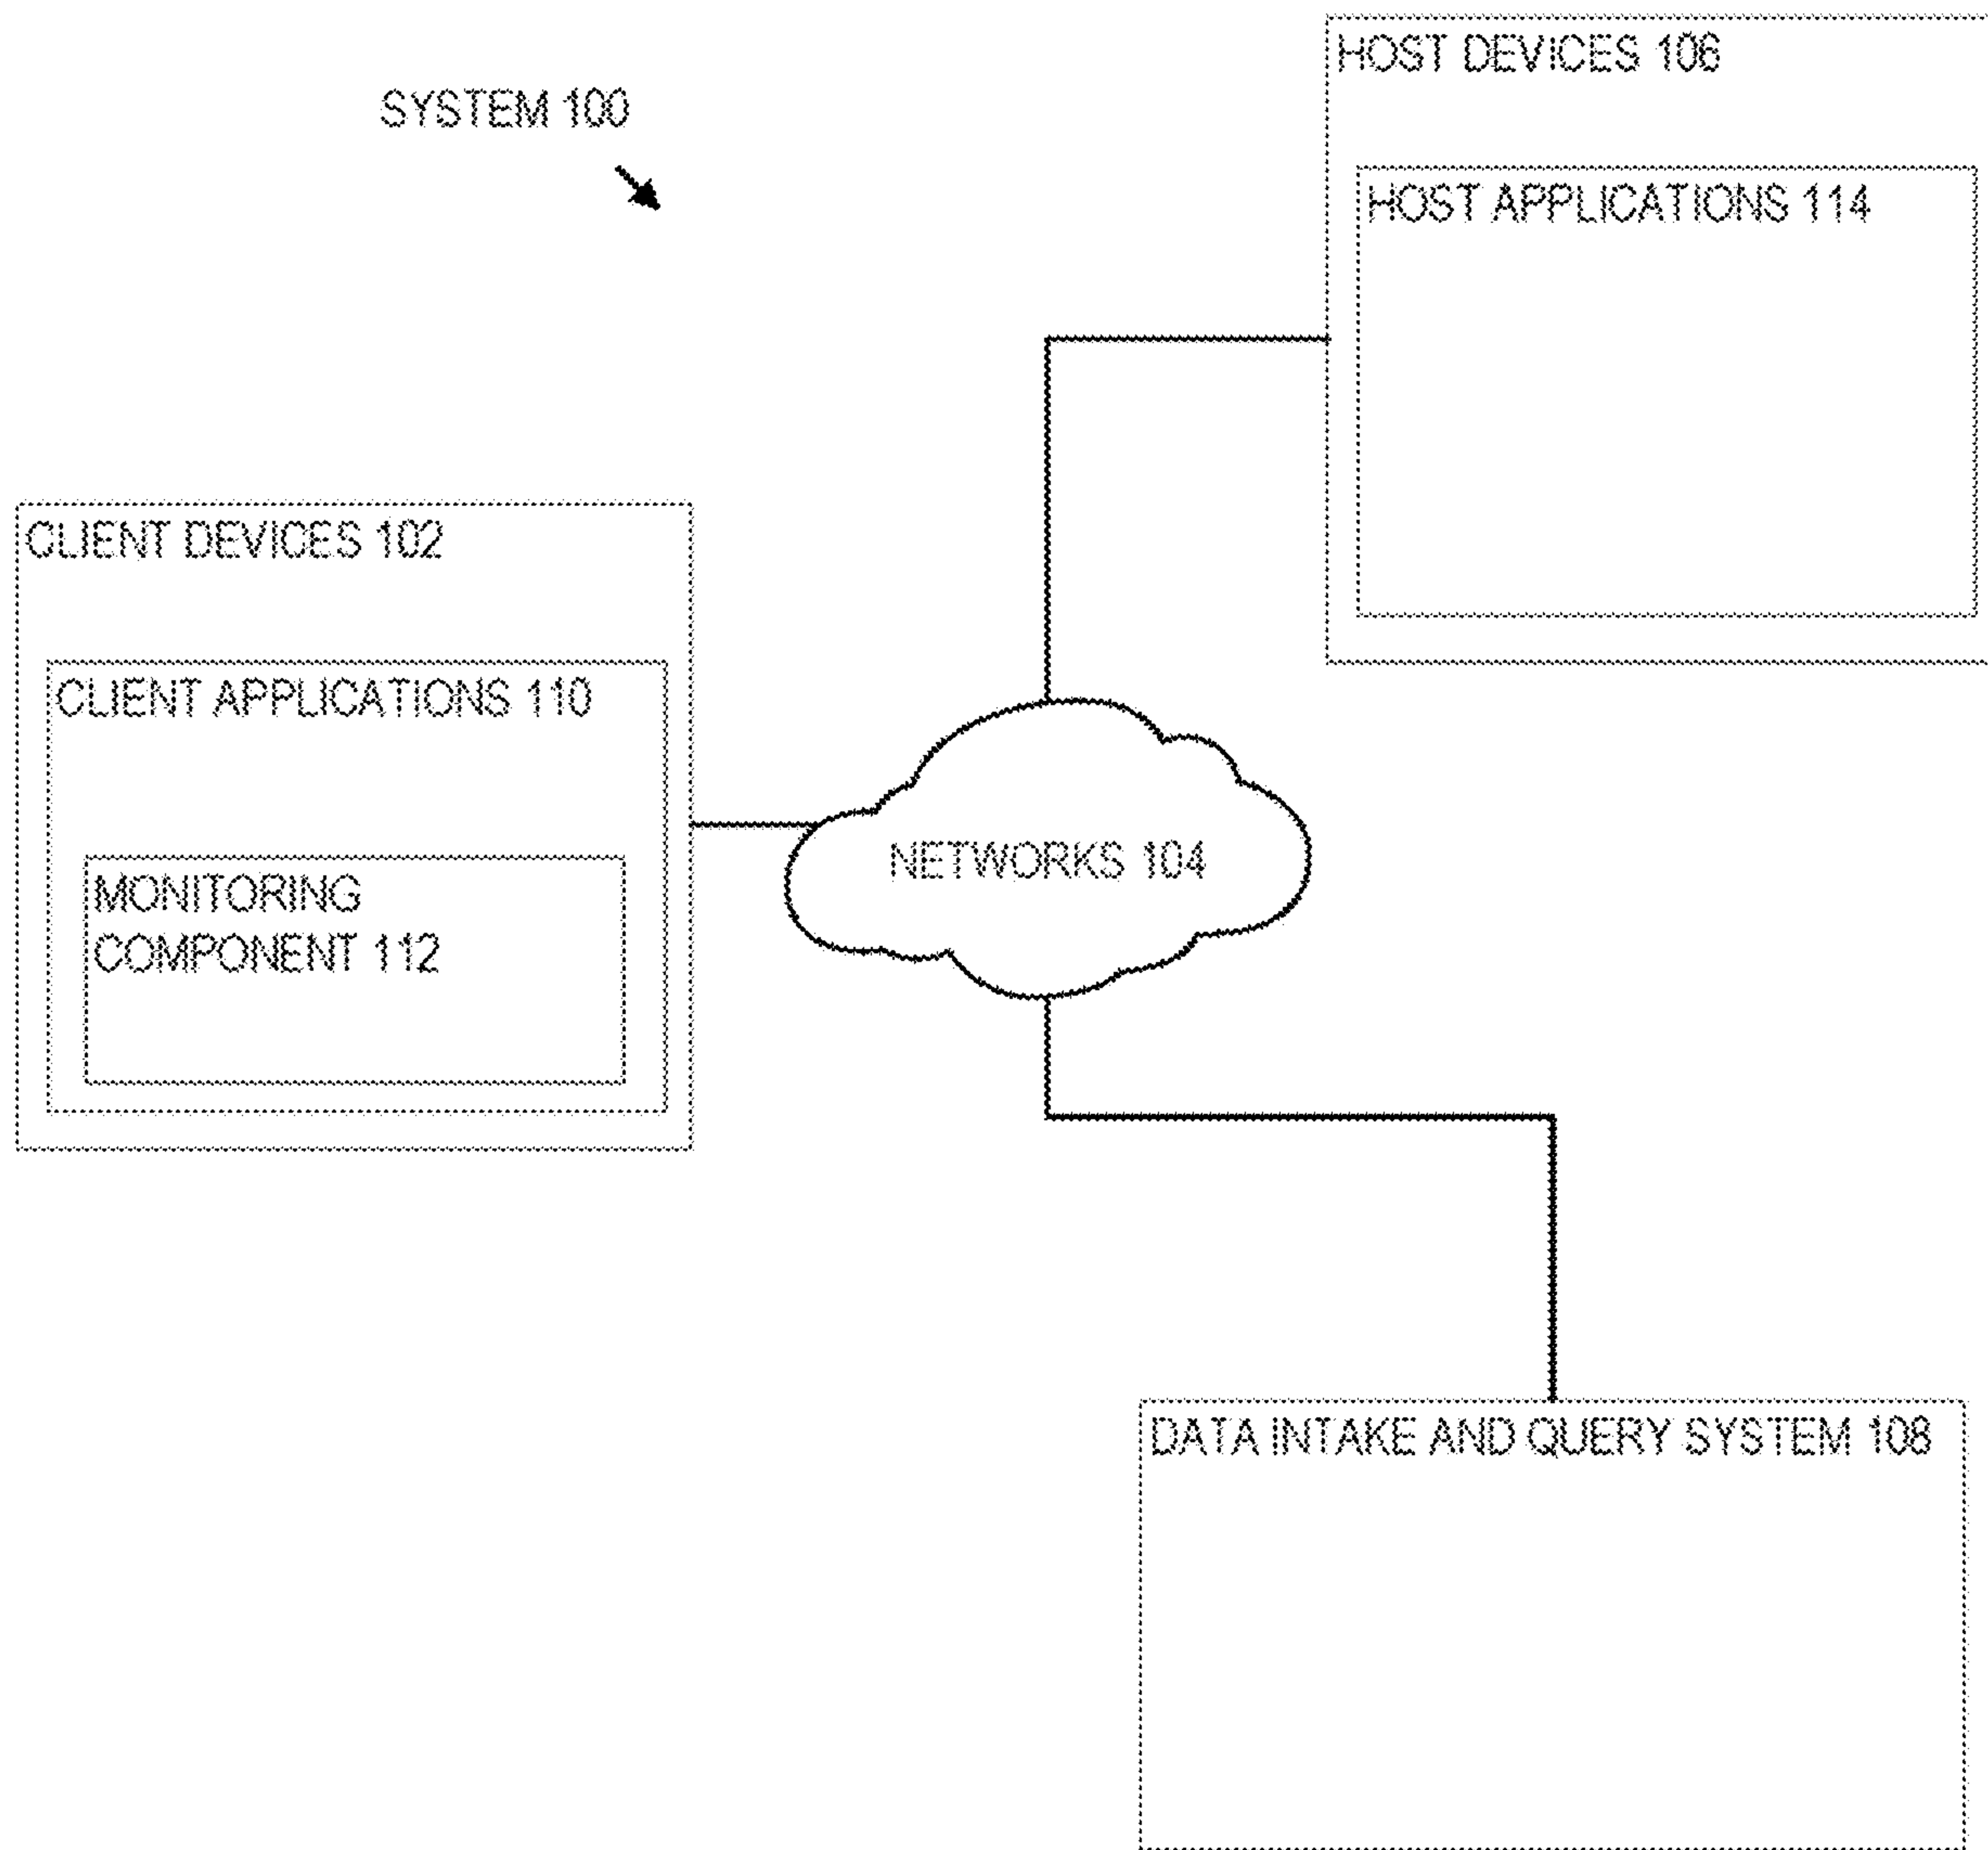 SYSTEM 100
HOST DEVICES 106
HOST APPLICATIONS 114
CLIENT DEVICES 102
CLIENT APPLICATIONS 110
MONITORING
COMPONENT 112
NETWORKS 104
DATA INTAKE AND QUERY SYSTEM 108